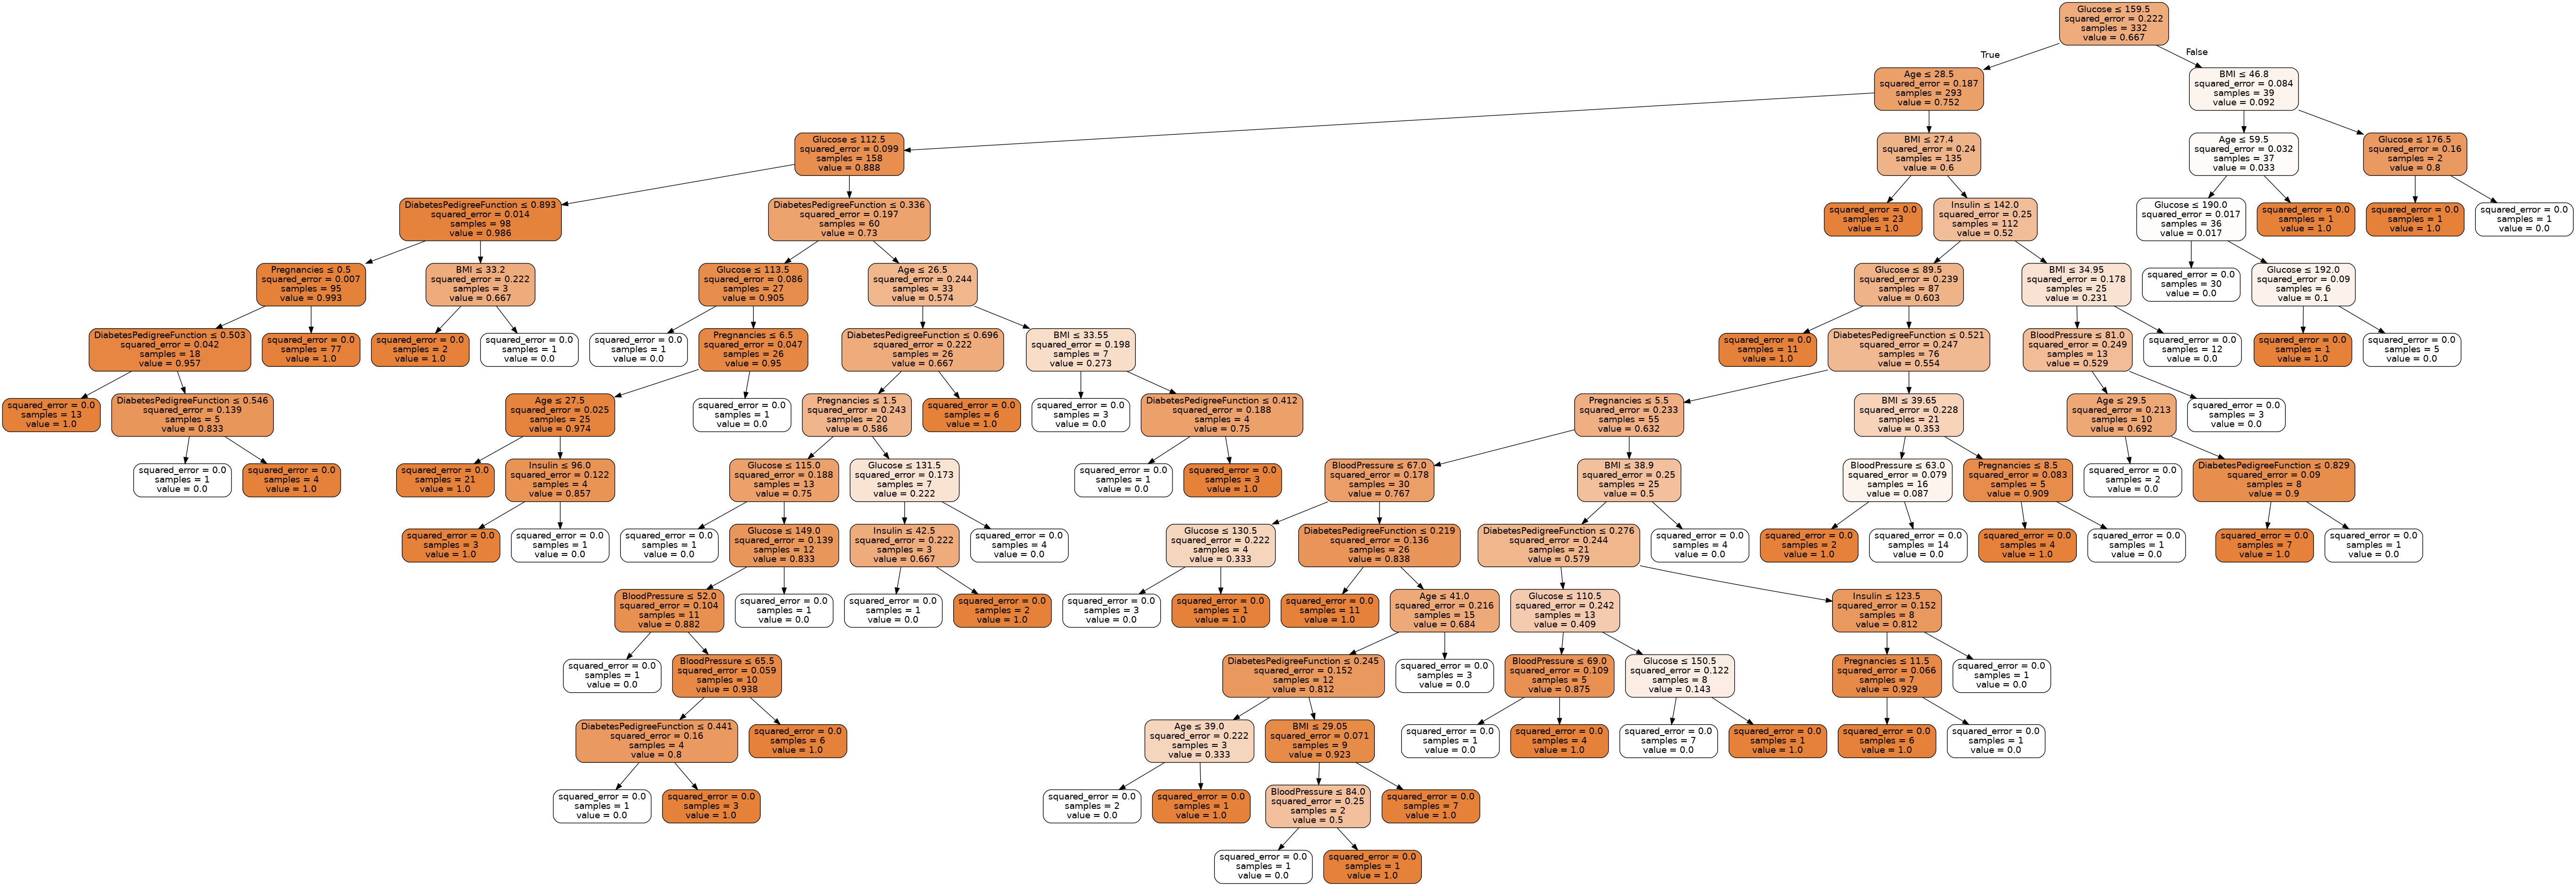 Glucose ≤ 159.5
squared_error = 0.222
samples = 332
value = 0.667
True
False
Age ≤ 28.5
squared_error = 0.187
samples = 293
value = 0.752
BMI ≤ 46.8
squared_error = 0.084
samples = 39
value = 0.092
Glucose ≤ 112.5
squared_error = 0.099
samples = 158
value = 0.888
BMI ≤ 27.4
squared_error = 0.24
samples = 135
value = 0.6
Age ≤ 59.5
squared_error = 0.032
samples = 37
value = 0.033
Glucose ≤ 176.5
squared_error = 0.16
samples = 2
value = 0.8
DiabetesPedigreeFunction ≤ 0.893
squared_error = 0.014
samples = 98
value = 0.986
DiabetesPedigreeFunction ≤ 0.336
squared_error = 0.197
samples = 60
value = 0.73
squared_error = 0.0
samples = 23
value = 1.0
Insulin ≤ 142.0
squared_error = 0.25
samples = 112
value = 0.52
Glucose ≤ 190.0
squared_error = 0.017
samples = 36
value = 0.017
squared_error = 0.0
samples = 1
value = 1.0
squared_error = 0.0
samples = 1
value = 1.0
squared_error = 0.0
samples = 1
value = 0.0
Pregnancies ≤ 0.5
squared_error = 0.007
samples = 95
value = 0.993
BMI ≤ 33.2
squared_error = 0.222
samples = 3
value = 0.667
Glucose ≤ 113.5
squared_error = 0.086
samples = 27
value = 0.905
Age ≤ 26.5
squared_error = 0.244
samples = 33
value = 0.574
Glucose ≤ 89.5
squared_error = 0.239
samples = 87
value = 0.603
BMI ≤ 34.95
squared_error = 0.178
samples = 25
value = 0.231
squared_error = 0.0
samples = 30
value = 0.0
Glucose ≤ 192.0
squared_error = 0.09
samples = 6
value = 0.1
DiabetesPedigreeFunction ≤ 0.503
squared_error = 0.042
samples = 18
value = 0.957
squared_error = 0.0
samples = 77
value = 1.0
squared_error = 0.0
samples = 2
value = 1.0
squared_error = 0.0
samples = 1
value = 0.0
squared_error = 0.0
samples = 1
value = 0.0
Pregnancies ≤ 6.5
squared_error = 0.047
samples = 26
value = 0.95
DiabetesPedigreeFunction ≤ 0.696
squared_error = 0.222
samples = 26
value = 0.667
BMI ≤ 33.55
squared_error = 0.198
samples = 7
value = 0.273
squared_error = 0.0
samples = 11
value = 1.0
DiabetesPedigreeFunction ≤ 0.521
squared_error = 0.247
samples = 76
value = 0.554
BloodPressure ≤ 81.0
squared_error = 0.249
samples = 13
value = 0.529
squared_error = 0.0
samples = 12
value = 0.0
squared_error = 0.0
samples = 1
value = 1.0
squared_error = 0.0
samples = 5
value = 0.0
squared_error = 0.0
samples = 13
value = 1.0
DiabetesPedigreeFunction ≤ 0.546
squared_error = 0.139
samples = 5
value = 0.833
Age ≤ 27.5
squared_error = 0.025
samples = 25
value = 0.974
squared_error = 0.0
samples = 1
value = 0.0
Pregnancies ≤ 1.5
squared_error = 0.243
samples = 20
value = 0.586
squared_error = 0.0
samples = 6
value = 1.0
squared_error = 0.0
samples = 3
value = 0.0
DiabetesPedigreeFunction ≤ 0.412
squared_error = 0.188
samples = 4
value = 0.75
Pregnancies ≤ 5.5
squared_error = 0.233
samples = 55
value = 0.632
BMI ≤ 39.65
squared_error = 0.228
samples = 21
value = 0.353
Age ≤ 29.5
squared_error = 0.213
samples = 10
value = 0.692
squared_error = 0.0
samples = 3
value = 0.0
squared_error = 0.0
samples = 1
value = 0.0
squared_error = 0.0
samples = 4
value = 1.0
squared_error = 0.0
samples = 21
value = 1.0
Insulin ≤ 96.0
squared_error = 0.122
samples = 4
value = 0.857
Glucose ≤ 115.0
squared_error = 0.188
samples = 13
value = 0.75
Glucose ≤ 131.5
squared_error = 0.173
samples = 7
value = 0.222
squared_error = 0.0
samples = 1
value = 0.0
squared_error = 0.0
samples = 3
value = 1.0
BloodPressure ≤ 67.0
squared_error = 0.178
samples = 30
value = 0.767
BMI ≤ 38.9
squared_error = 0.25
samples = 25
value = 0.5
BloodPressure ≤ 63.0
squared_error = 0.079
samples = 16
value = 0.087
Pregnancies ≤ 8.5
squared_error = 0.083
samples = 5
value = 0.909
squared_error = 0.0
samples = 2
value = 0.0
DiabetesPedigreeFunction ≤ 0.829
squared_error = 0.09
samples = 8
value = 0.9
squared_error = 0.0
samples = 3
value = 1.0
squared_error = 0.0
samples = 1
value = 0.0
squared_error = 0.0
samples = 1
value = 0.0
Glucose ≤ 149.0
squared_error = 0.139
samples = 12
value = 0.833
Insulin ≤ 42.5
squared_error = 0.222
samples = 3
value = 0.667
squared_error = 0.0
samples = 4
value = 0.0
Glucose ≤ 130.5
squared_error = 0.222
samples = 4
value = 0.333
DiabetesPedigreeFunction ≤ 0.219
squared_error = 0.136
samples = 26
value = 0.838
DiabetesPedigreeFunction ≤ 0.276
squared_error = 0.244
samples = 21
value = 0.579
squared_error = 0.0
samples = 4
value = 0.0
squared_error = 0.0
samples = 2
value = 1.0
squared_error = 0.0
samples = 14
value = 0.0
squared_error = 0.0
samples = 4
value = 1.0
squared_error = 0.0
samples = 1
value = 0.0
squared_error = 0.0
samples = 7
value = 1.0
squared_error = 0.0
samples = 1
value = 0.0
BloodPressure ≤ 52.0
squared_error = 0.104
samples = 11
value = 0.882
squared_error = 0.0
samples = 1
value = 0.0
squared_error = 0.0
samples = 1
value = 0.0
squared_error = 0.0
samples = 2
value = 1.0
squared_error = 0.0
samples = 3
value = 0.0
squared_error = 0.0
samples = 1
value = 1.0
squared_error = 0.0
samples = 11
value = 1.0
Age ≤ 41.0
squared_error = 0.216
samples = 15
value = 0.684
Glucose ≤ 110.5
squared_error = 0.242
samples = 13
value = 0.409
Insulin ≤ 123.5
squared_error = 0.152
samples = 8
value = 0.812
squared_error = 0.0
samples = 1
value = 0.0
BloodPressure ≤ 65.5
squared_error = 0.059
samples = 10
value = 0.938
DiabetesPedigreeFunction ≤ 0.245
squared_error = 0.152
samples = 12
value = 0.812
squared_error = 0.0
samples = 3
value = 0.0
BloodPressure ≤ 69.0
squared_error = 0.109
samples = 5
value = 0.875
Glucose ≤ 150.5
squared_error = 0.122
samples = 8
value = 0.143
Pregnancies ≤ 11.5
squared_error = 0.066
samples = 7
value = 0.929
squared_error = 0.0
samples = 1
value = 0.0
DiabetesPedigreeFunction ≤ 0.441
squared_error = 0.16
samples = 4
value = 0.8
squared_error = 0.0
samples = 6
value = 1.0
Age ≤ 39.0
squared_error = 0.222
samples = 3
value = 0.333
BMI ≤ 29.05
squared_error = 0.071
samples = 9
value = 0.923
squared_error = 0.0
samples = 1
value = 0.0
squared_error = 0.0
samples = 4
value = 1.0
squared_error = 0.0
samples = 7
value = 0.0
squared_error = 0.0
samples = 1
value = 1.0
squared_error = 0.0
samples = 6
value = 1.0
squared_error = 0.0
samples = 1
value = 0.0
squared_error = 0.0
samples = 1
value = 0.0
squared_error = 0.0
samples = 3
value = 1.0
squared_error = 0.0
samples = 2
value = 0.0
squared_error = 0.0
samples = 1
value = 1.0
BloodPressure ≤ 84.0
squared_error = 0.25
samples = 2
value = 0.5
squared_error = 0.0
samples = 7
value = 1.0
squared_error = 0.0
samples = 1
value = 0.0
squared_error = 0.0
samples = 1
value = 1.0